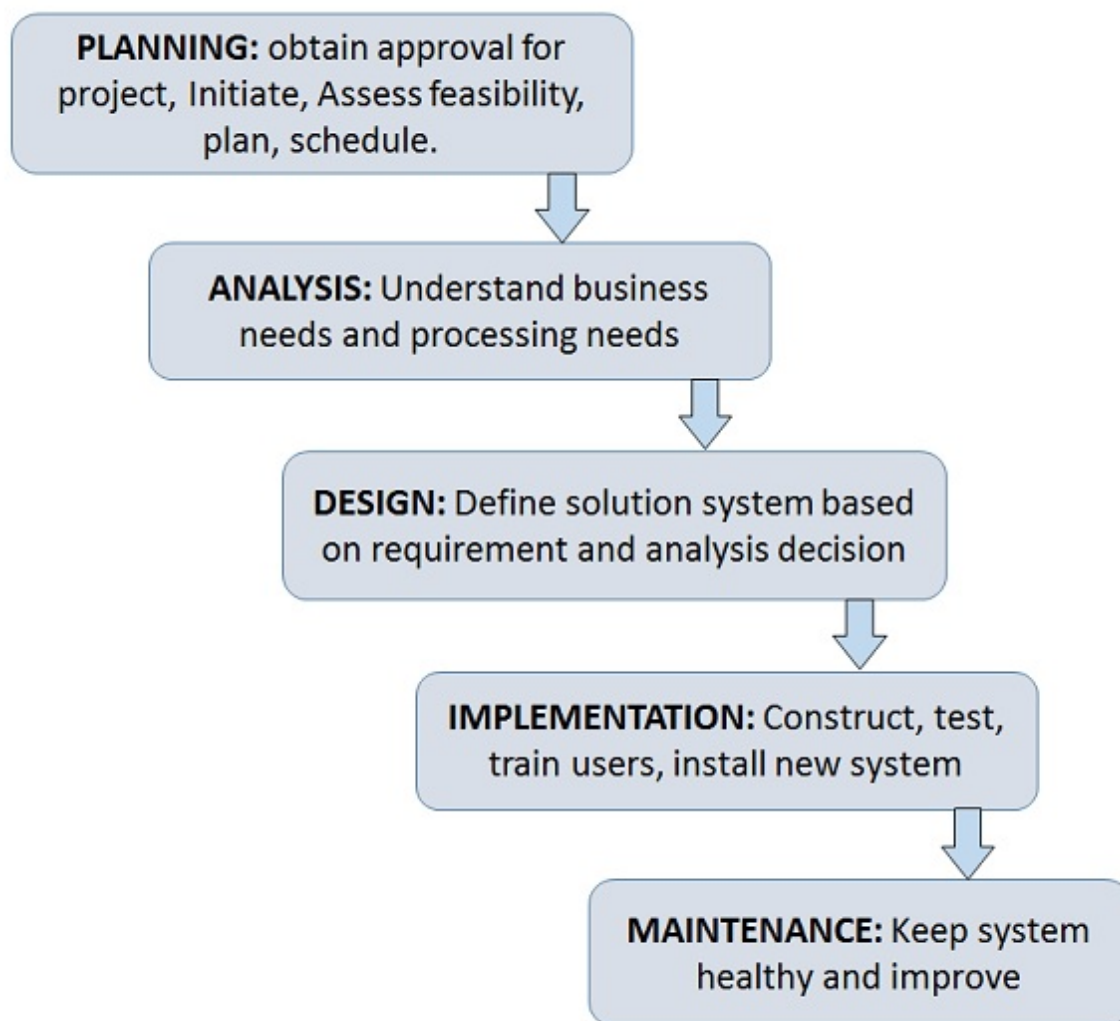 PLANNING: obtain approval for
project, Initiate, Assess feasibility,
plan, schedule.
ANALYSIS: Understand business
needs and processing needs
DESIGN: Define solution system based
on requirement and analysis decision
IMPLEMENTATION: Construct, test,
train users, install new system
MAINTENANCE: Keep system
healthy and improve